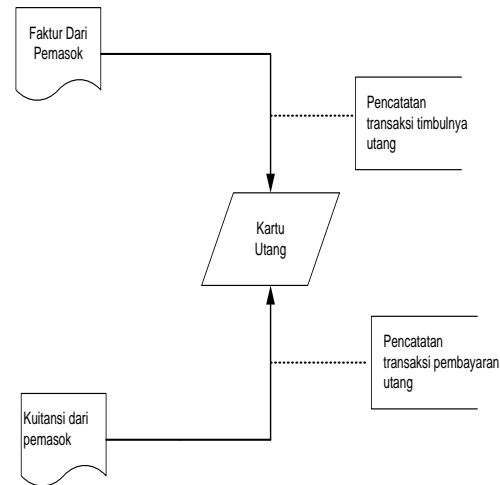 Faktur Dari
Pemasok
Pencatatan
transaksi timbulnya
utang
Kartu
Utang
Pencatatan
transaksi pembayaran
utang
Kuitansi dari
pemasok